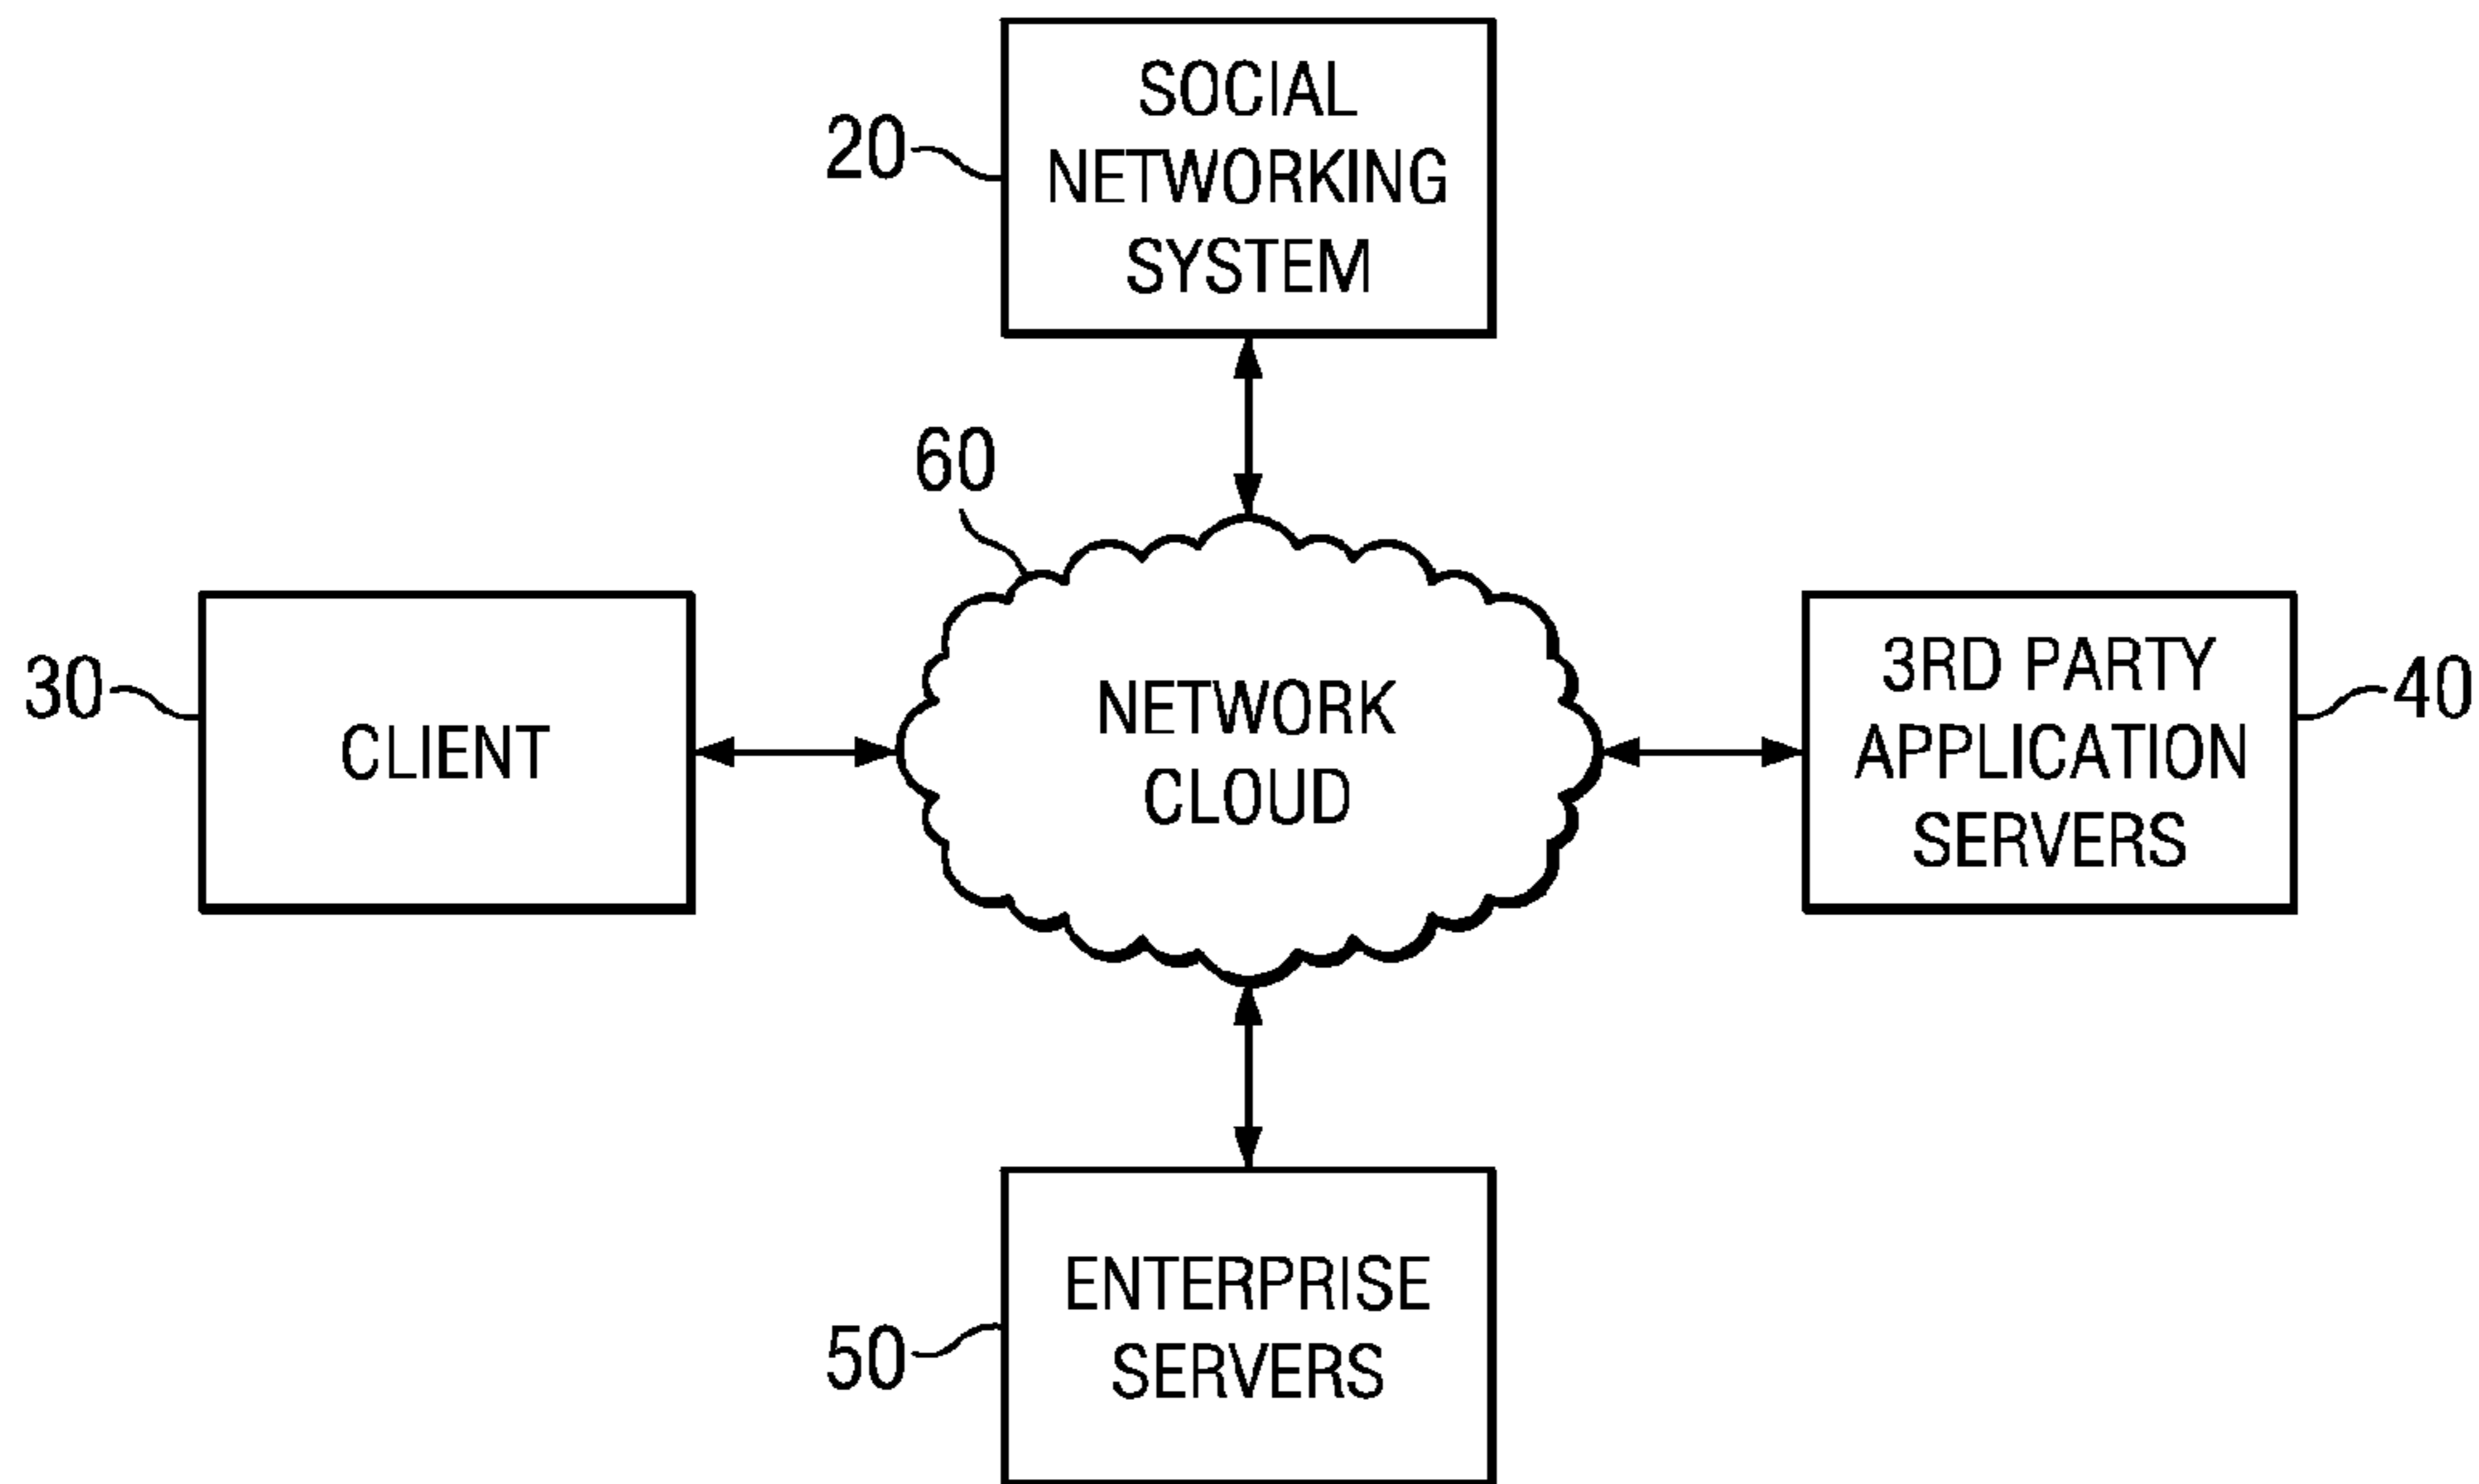 SOCIAL
NETWORKING
SYSTEM
20
60
30
CLIENT
NETWORK
CLOUD
3RD PARTY
APPLICATION
SERVERS
40
ENTERPRISE
SERVERS
50